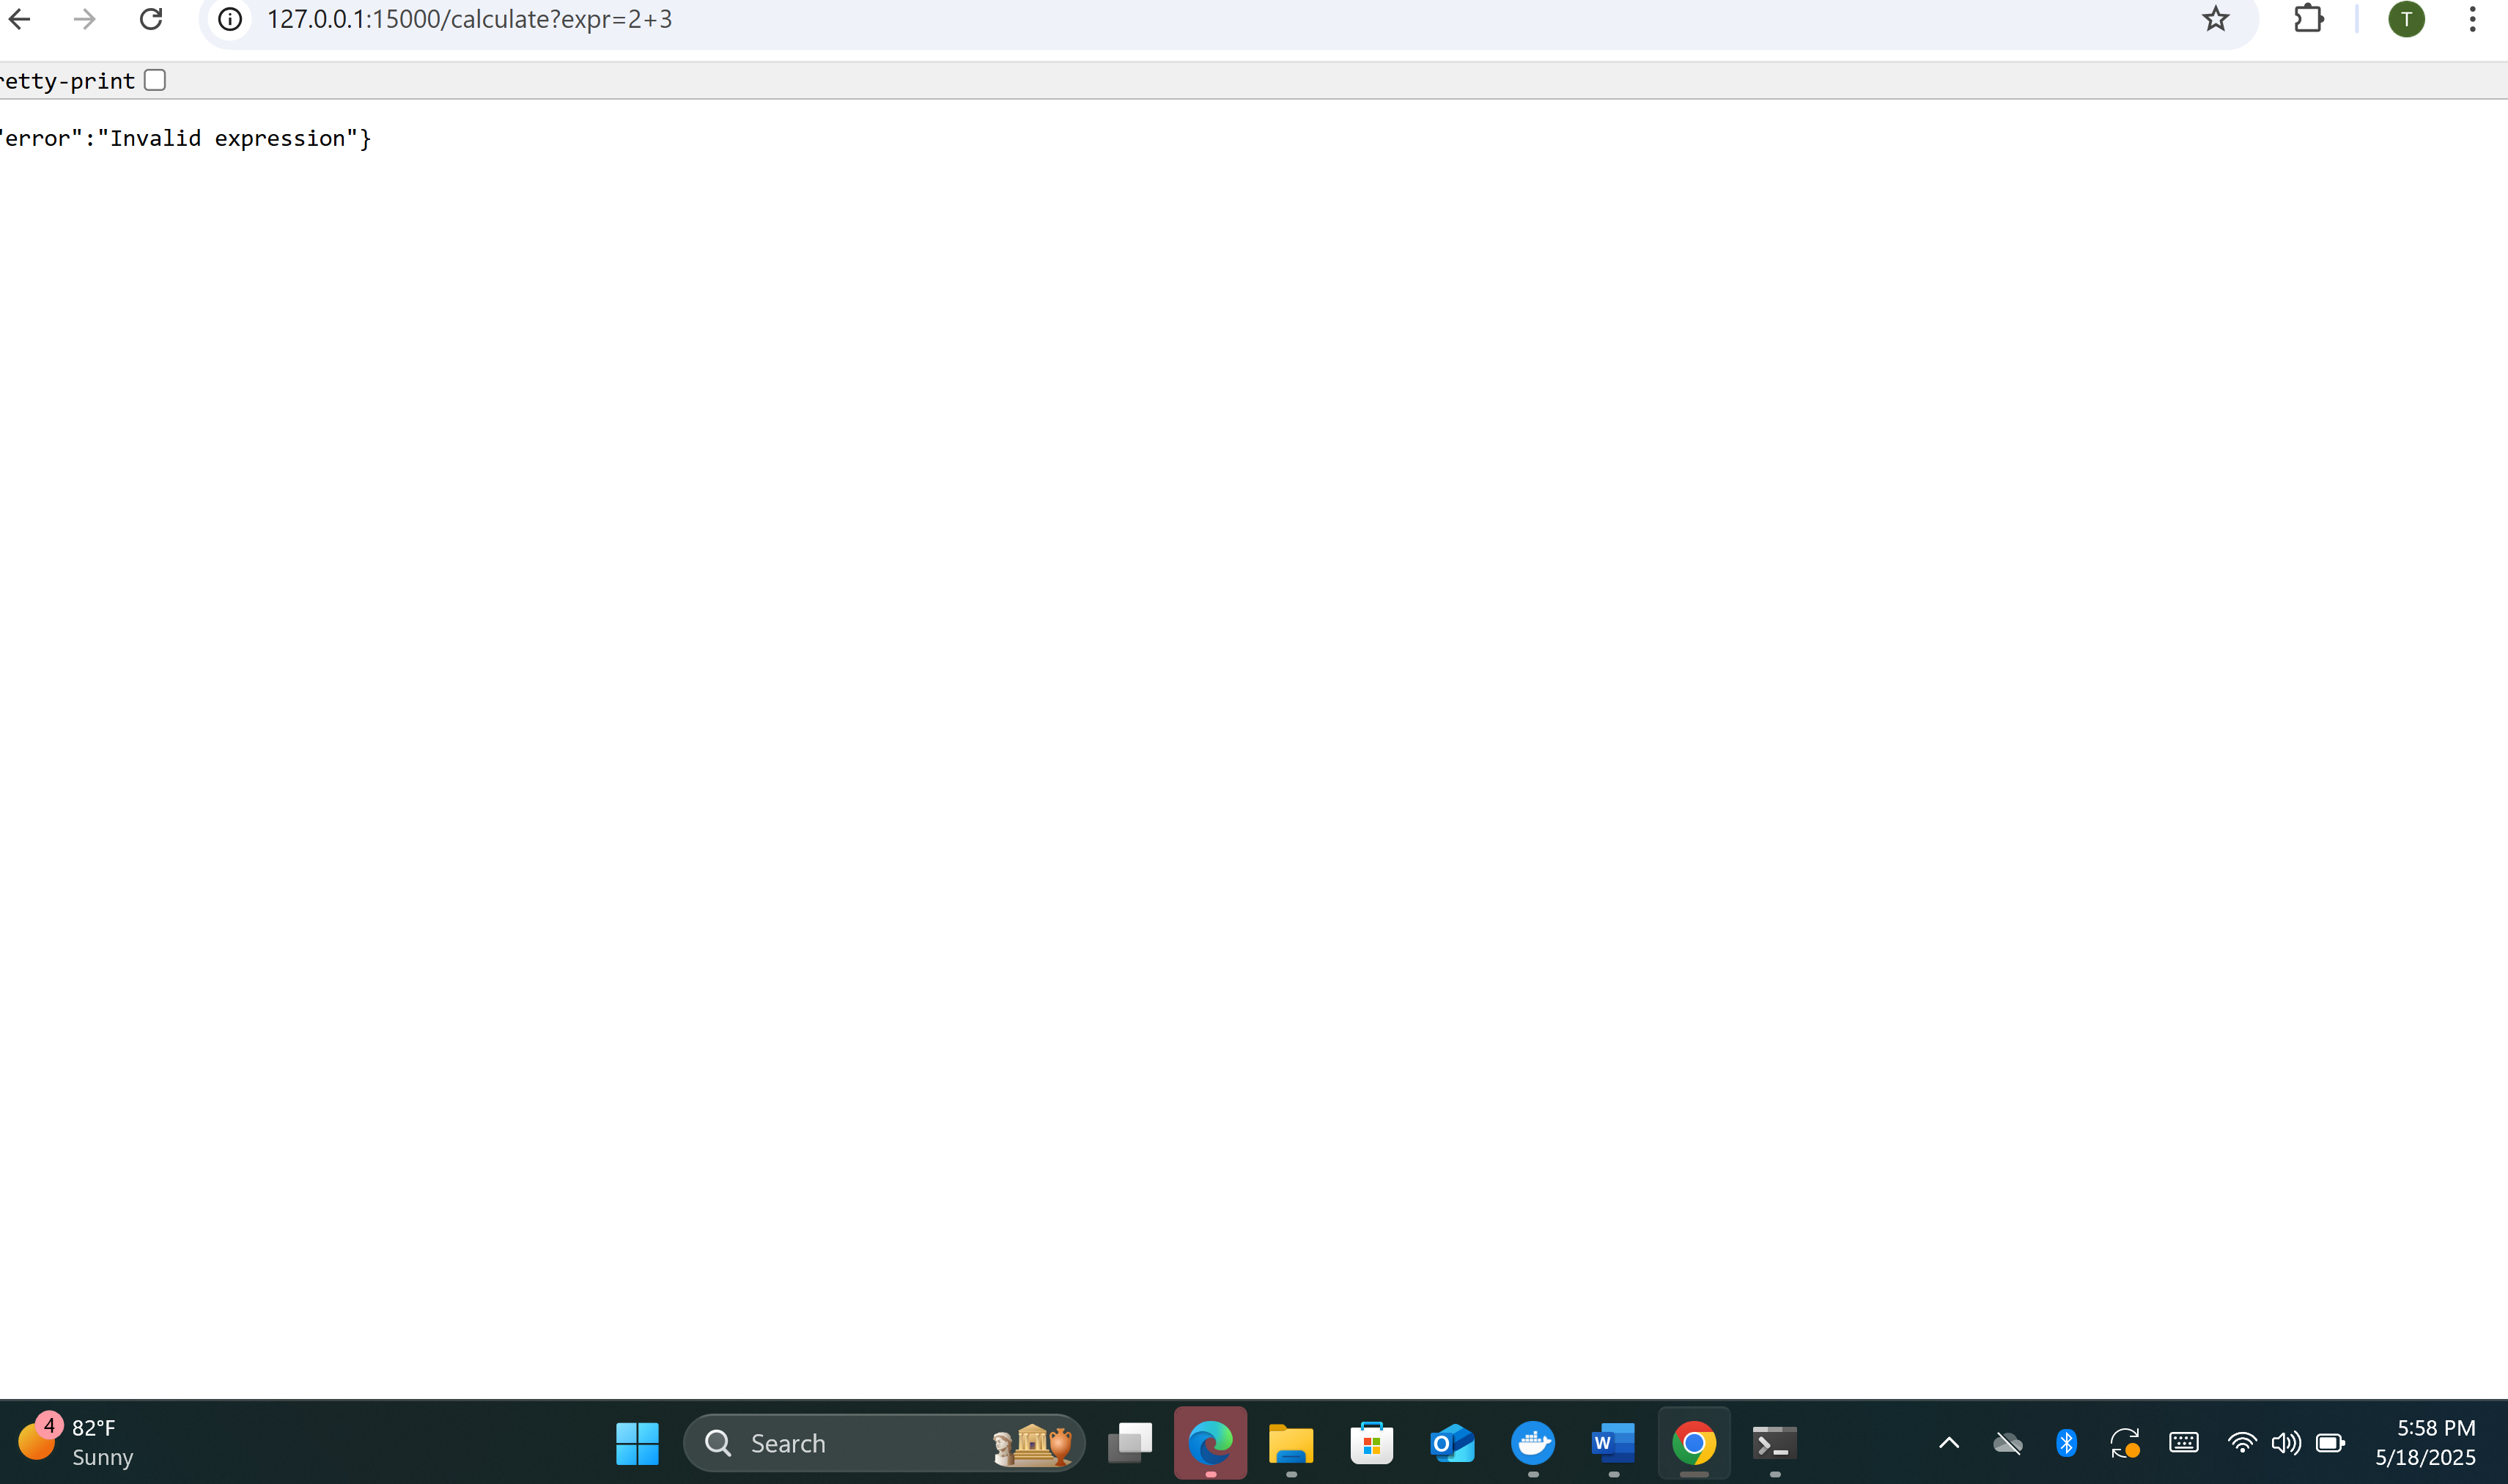 127.0.0.1:15000/calculate?expr=2+3
T
retty-print
"error":"Invalid expression"}
4
82°F
Sunny
Search
O
W
5:58 PM
5/18/2025